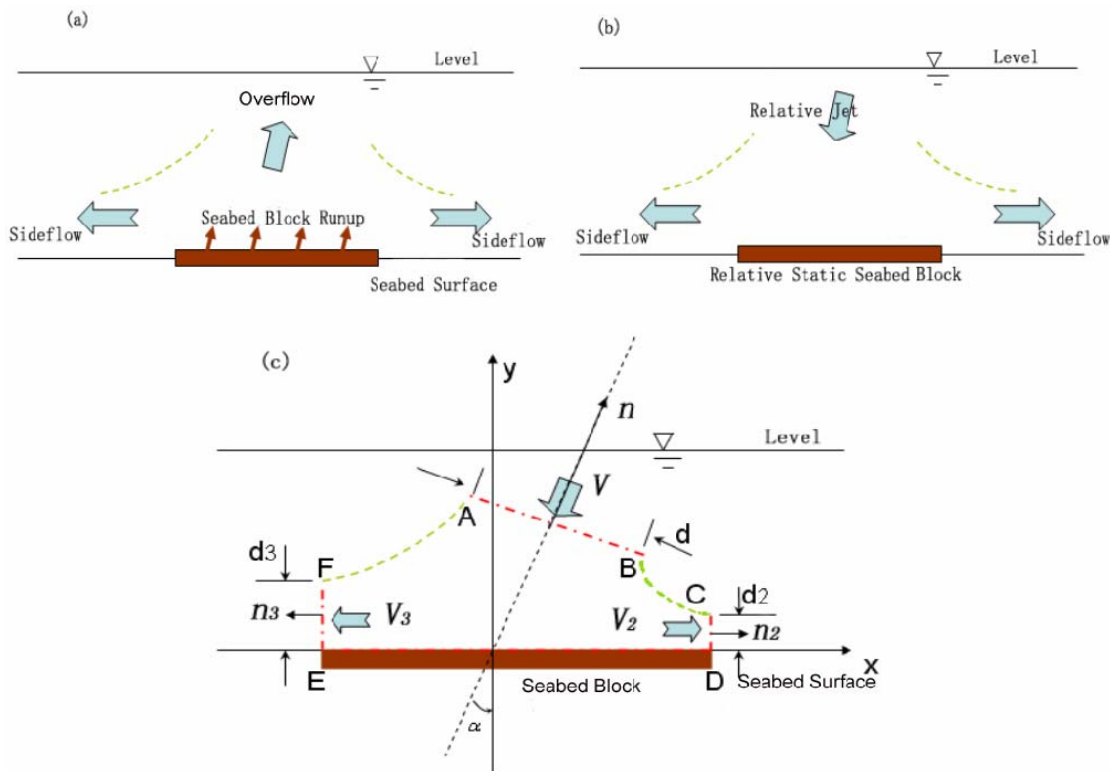 (a)
Level
Overflow
Seabed Block Runup
Sideflow
Sideflow
Seabed Surface
(b)
Level
Relative Jet
Sideflow
Sideflow
Relative Static Seabed Block
(c)
y
n
Level
V
A
d
d3
F
B
C
d2
n3
V3
V2
n2
x
E
Seabed Block
D
Seabed Surface
α